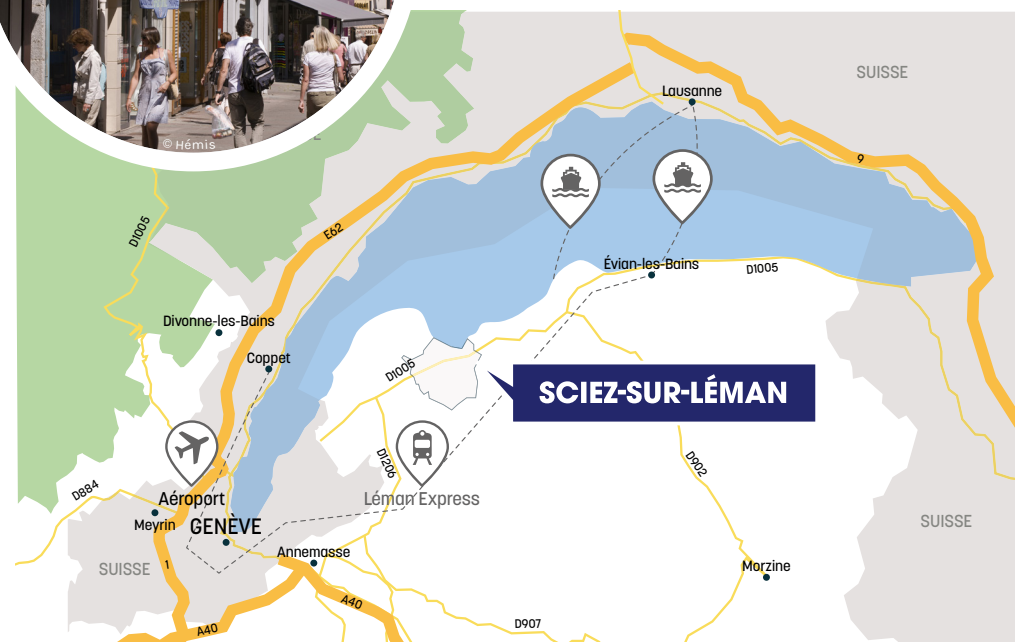 © Hémis
SUISSE
Lausanne
9
D1005
E62
Évian-les-Bains
D1005
Divonne-les-Bains
Coppet
D1005
SCIEZ-SUR-LÉMAN
D1206
D902
D884
Aéroport
Léman Express
Meyrin
GENÈVE
SUISSE
Annemasse
SUISSE
1
Morzine
A40
A40
D907